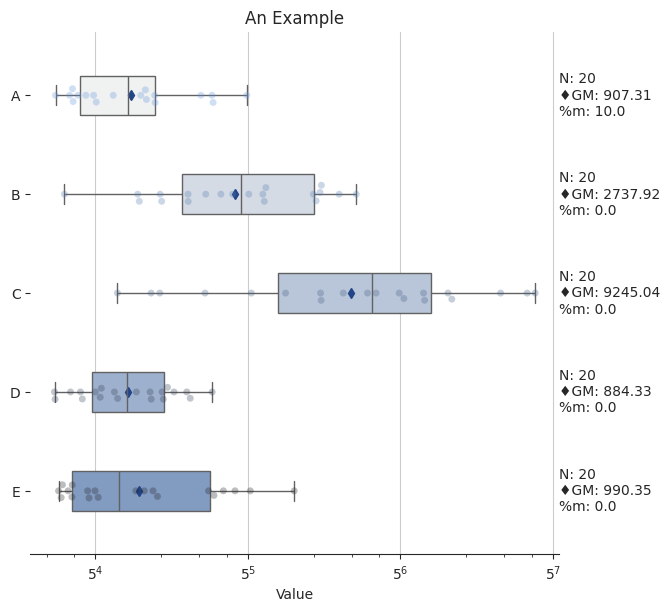 An Example
A
N: 20
♦GM: 907.31
%m: 10.0
B
N: 20
♦GM: 2737.92
%m: 0.0
C
N: 20
♦GM: 9245.04
%m: 0.0
D
N: 20
♦GM: 884.33
%m: 0.0
E
N: 20
♦GM: 990.35
%m: 0.0
5⁴ 5⁵ 5⁶ 5⁷
Value